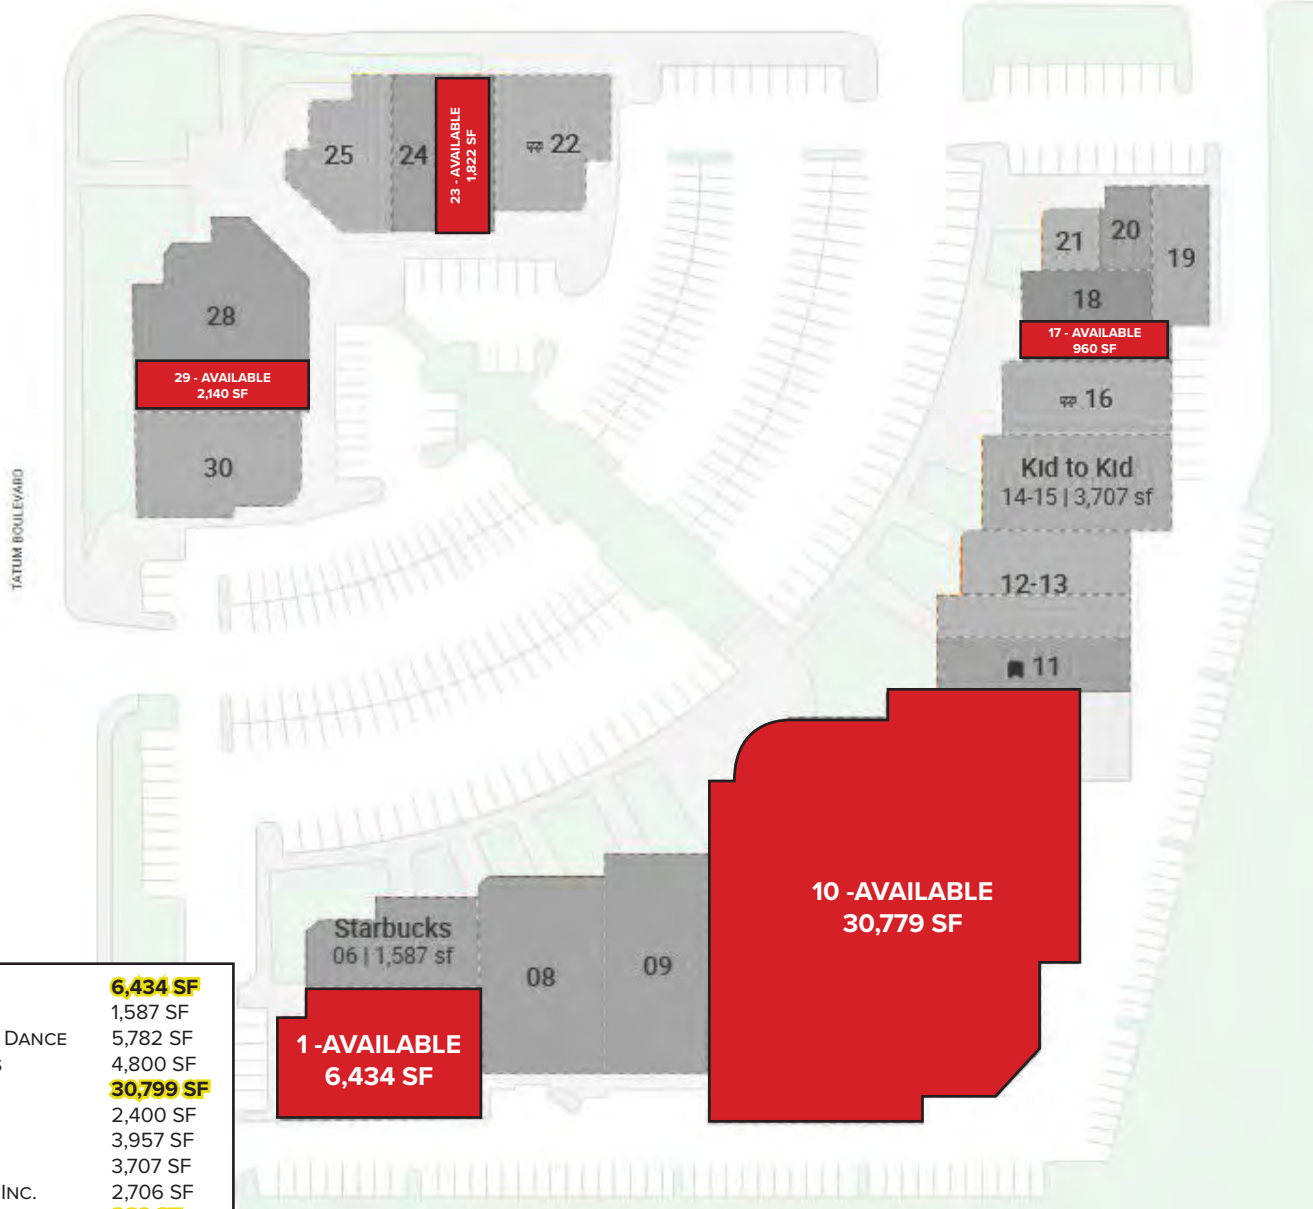 25
24
23 - AVAILABLE
1,822 SF
22
21
20
19
18
17 - AVAILABLE
960 SF
28
29 - AVAILABLE
2,140 SF
30
16
Kid to Kid
14-15 | 3,707 sf
TATUM BOULEVARD
12-13
11
10 -AVAILABLE
30,779 SF
Starbucks
06 | 1,587 sf
08
09
1 -AVAILABLE
6,434 SF
6,434 SF
1,587 SF
DANCE 5,782 SF
4,800 SF
30,799 SF
2,400 SF
3,957 SF
3,707 SF
INC. 2,706 SF